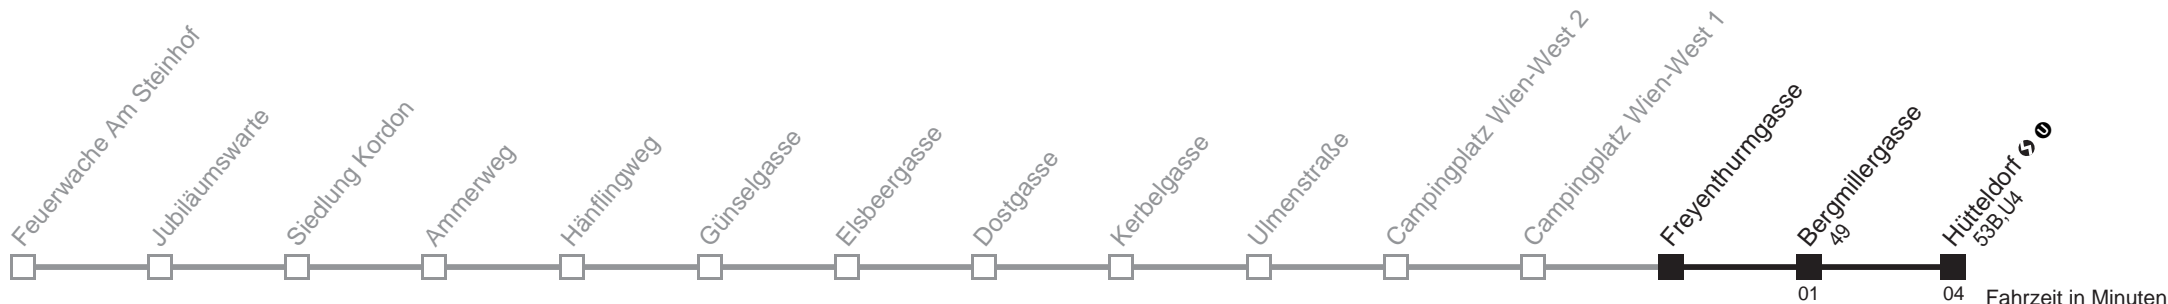 Feuerwache Am Steinhof
Jubiläumswarte
Siedlung Kordon
Ammerweg
Hänflingweg
Günselgasse
Elsbeergasse
Dostgasse
Kerbelgasse
Ulmenstraße
Campingplatz Wien-West 2
Campingplatz Wien-West 1
Freyenthurmgasse
Bergmillergasse
49
Hütteldorf S U
53B,U4
01
04
Fahrzeit in Minuten